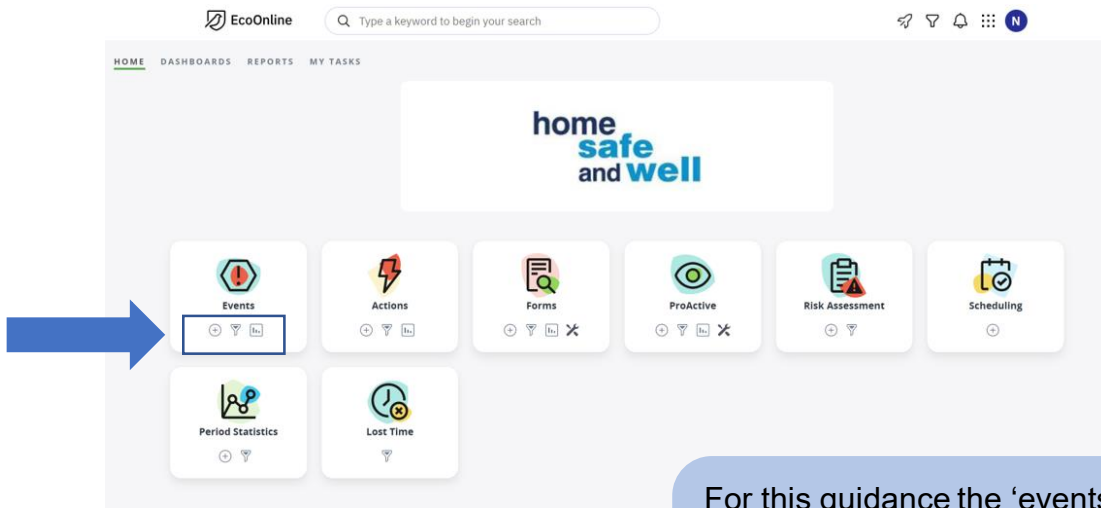 EcoOnline
Type a keyword to begin your search
N
HOME DASHBOARDS REPORTS MY TASKS
home
safe
and well
Events Actions Forms ProActive Risk Assessment Scheduling
Period Statistics Lost Time
For this guidance the ‘events